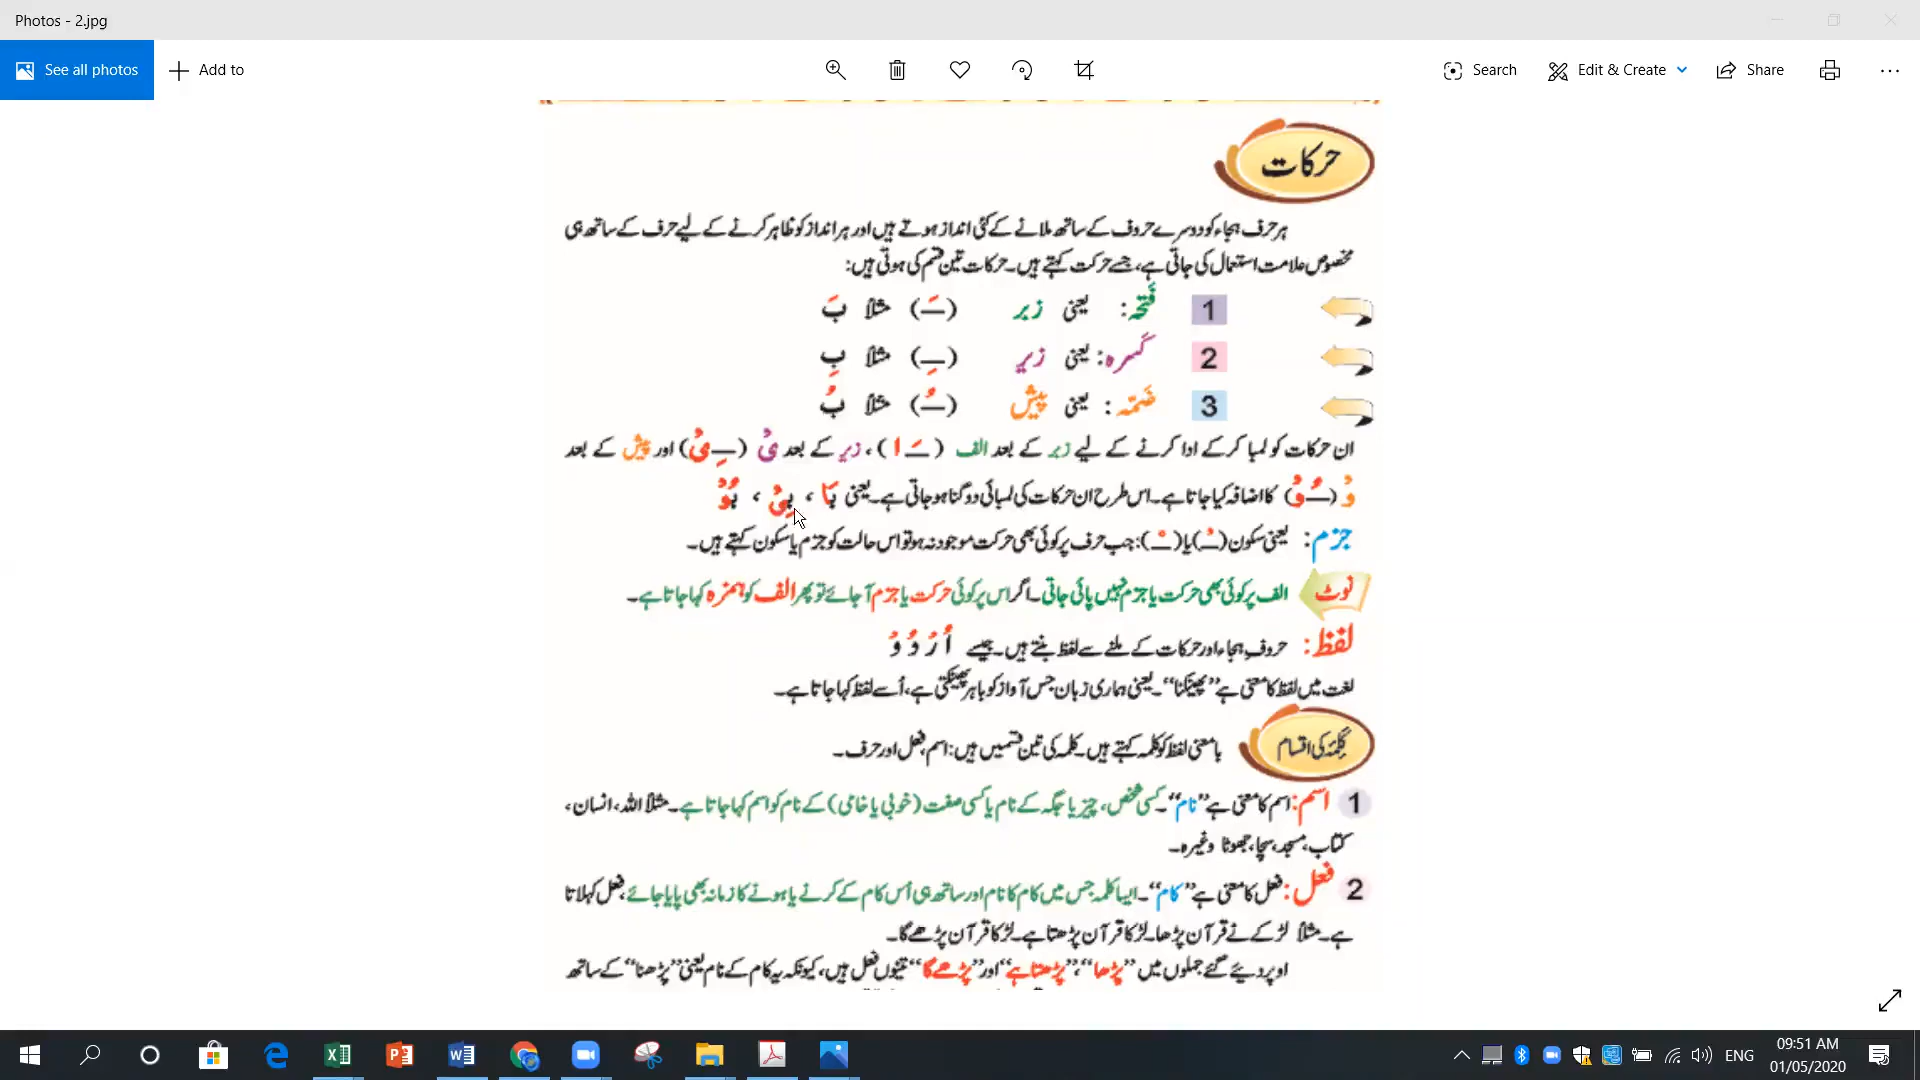 Photos - 2.jpg
See all photos
Add to
Search
Edit & Create
Share
حرکات
ہر حرف ہجاء کو دوسرے حروف کے ساتھ ملانے کے کئی انداز ہوتے ہیں اور ہر انداز کو ظاہر کرنے کے لیے حرف کے ساتھ ہی
مخصوص علامت استعمال کی جاتی ہے، جسے حرکت کہتے ہیں۔ حرکات تین قسم کی ہوتی ہیں:
1 فَتحہ: یعنی زبر (ــَـ) مثلاً بَ
2 کَسرہ: یعنی زیر (ــِـ) مثلاً بِ
3 ضَمّہ: یعنی پیش (ــُـ) مثلاً بُ
ان حرکات کو لمبا کر کے ادا کرنے کے لیے زبر کے بعد الف (ــَـ ا)، زیر کے بعد یْ (ــِـیْ) اور پیش کے بعد
وْ (ــُـ وْ) کا اضافہ کیا جاتا ہے۔ اس طرح ان حرکات کی لمبائی دوگنا ہو جاتی ہے۔ یعنی بَا ، بِیْ ، بُوْ
جزم: یعنی سکون (ــْـ) یا (ــْـ): جب حرف پر کوئی بھی حرکت موجود نہ ہو تو اس حالت کو جزم یا سکون کہتے ہیں۔
نوٹ الف پر کوئی بھی حرکت یا جزم نہیں پائی جاتی۔ اگر اس پر کوئی حرکت یا جزم آ جائے تو پھر الف کو ہمزہ کہا جاتا ہے۔
لفظ: حروف ہجاء اور حرکات کے ملنے سے لفظ بنتے ہیں۔ جیسے اُ رْ دُ وْ
لغت میں لفظ کا معنی ہے ”پھینکنا“۔ یعنی ہماری زبان جس آواز کو باہر پھینکتی ہے، اُسے لفظ کہا جاتا ہے۔
کلِمَہ کی اقسام
بامعنی لفظ کو کلمہ کہتے ہیں۔ کلمہ کی تین قسمیں ہیں: اسم، فعل اور حرف۔
1 اسم: اسم کا معنی ہے ”نام“۔ کسی شخص، چیز یا جگہ کے نام یا کسی صفت (خوبی یا خامی) کے نام کو اسم کہا جاتا ہے۔ مثلاً اللہ، انسان،
کتاب، مسجد، سچا، جھوٹا وغیرہ۔
2 فعل: فعل کا معنی ہے ”کام“۔ ایسا کلمہ جس میں کام کا نام اور ساتھ ہی اُس کام کے کرنے یا ہونے کا زمانہ بھی پایا جائے، فعل کہلاتا
ہے۔ مثلاً لڑکے نے قرآن پڑھا۔ لڑکا قرآن پڑھتا ہے۔ لڑکا قرآن پڑھے گا۔
اوپر دیئے گئے جملوں میں ”پڑھا“، ”پڑھتا ہے“ اور ”پڑھے گا“ تینوں فعل ہیں، کیونکہ یہ کام کے نام یعنی ”پڑھنا“ کے ساتھ
ENG
09:51 AM
01/05/2020